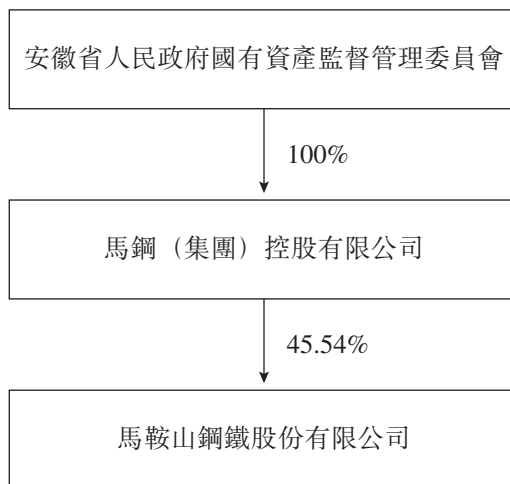 安徽省人民政府國有資產監督管理委員會
100%
馬鋼（集團）控股有限公司
45.54%
馬鞍山鋼鐵股份有限公司